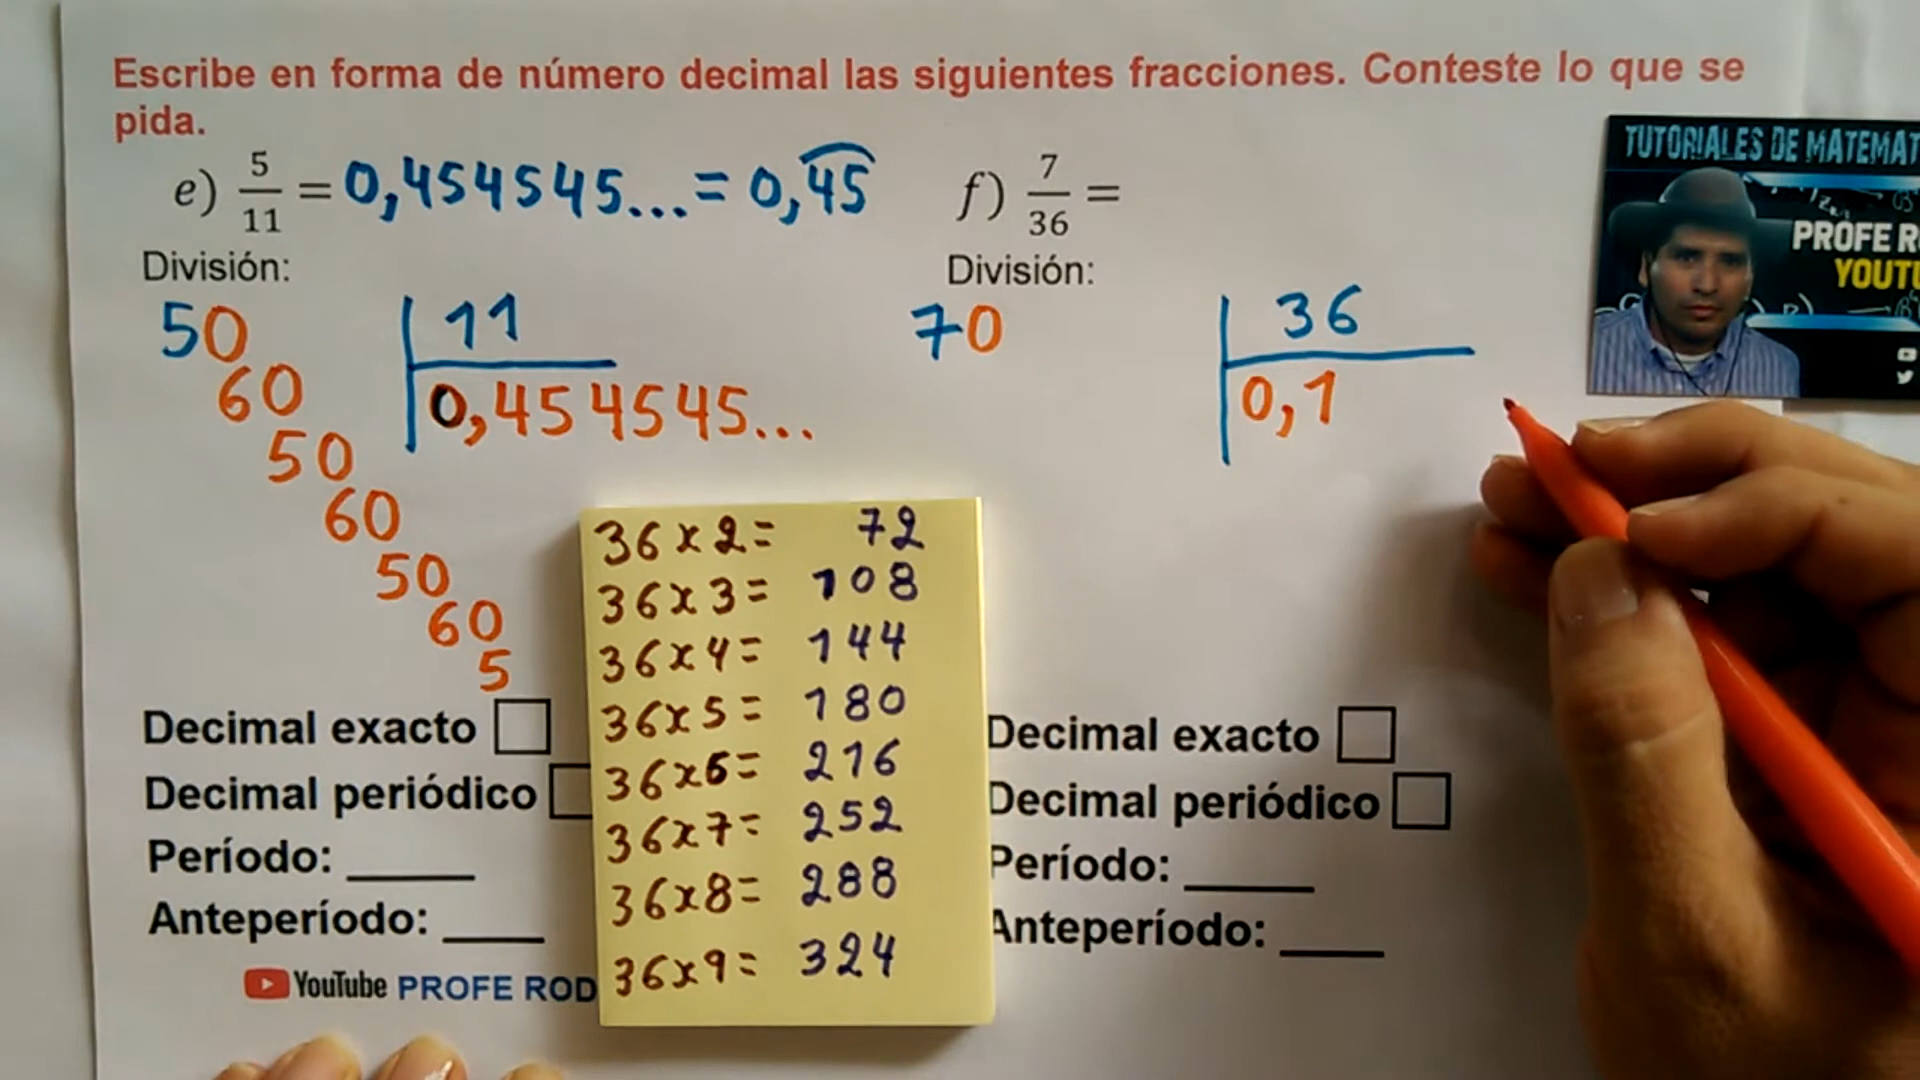 Escribe en forma de número decimal las siguientes fracciones. Conteste lo que se
pida.
e) 5/11 = 0,454545... = 0,45
División:
50
11
60
0,454545...
50
60
50
60
5
Decimal exacto
Decimal periódico
Período: ______
Anteperíodo: _____
YouTube PROFE ROD
36x2= 72
36x3= 108
36x4= 144
36x5= 180
36x6= 216
36x7= 252
36x8= 288
36x9= 324
f) 7/36 =
División:
70
36
0,1
Decimal exacto
Decimal periódico
Período: ______
Anteperíodo: _____
TUTORIALES DE MATEMAT
PROFE R
YOUTU